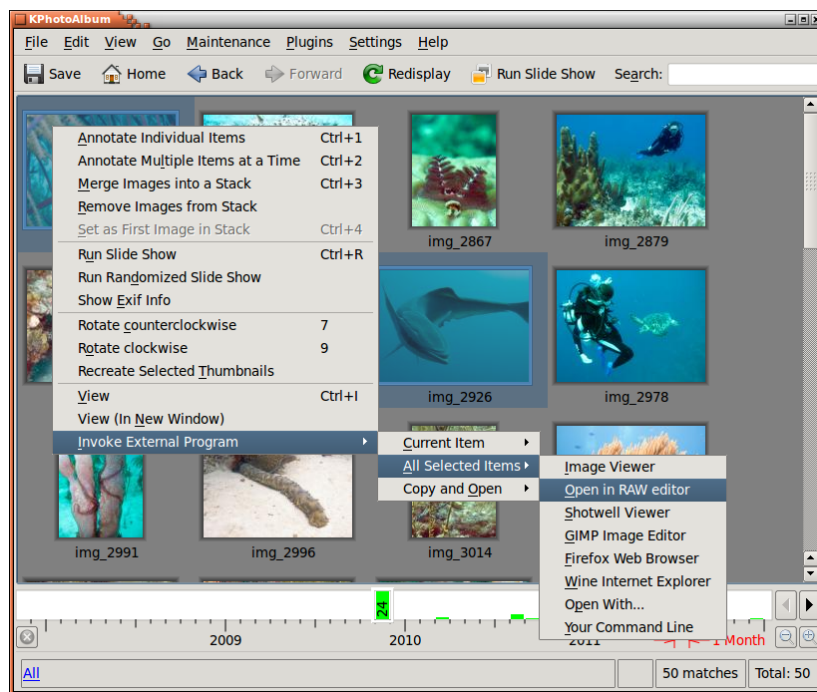 KPhotoAlbum
File Edit View Go Maintenance Plugins Settings Help
Save Home Back Forward Redisplay Run Slide Show Search:
Annotate Individual Items Ctrl+1
Annotate Multiple Items at a Time Ctrl+2
Merge Images into a Stack Ctrl+3
Remove Images from Stack
Set as First Image in Stack Ctrl+4
Run Slide Show Ctrl+R
Run Randomized Slide Show
Show Exif Info
Rotate counterclockwise 7
Rotate clockwise 9
Recreate Selected Thumbnails
View Ctrl+I
View (In New Window)
Invoke External Program
Current Item
All Selected Items
Copy and Open
Image Viewer
Open in RAW editor
Shotwell Viewer
GIMP Image Editor
Firefox Web Browser
Wine Internet Explorer
Open With...
Your Command Line
img_2867 img_2879
img_2926 img_2978
img_2991 img_2996 img_3014
24
2009 2010 2011 1 Month
All 50 matches Total: 50